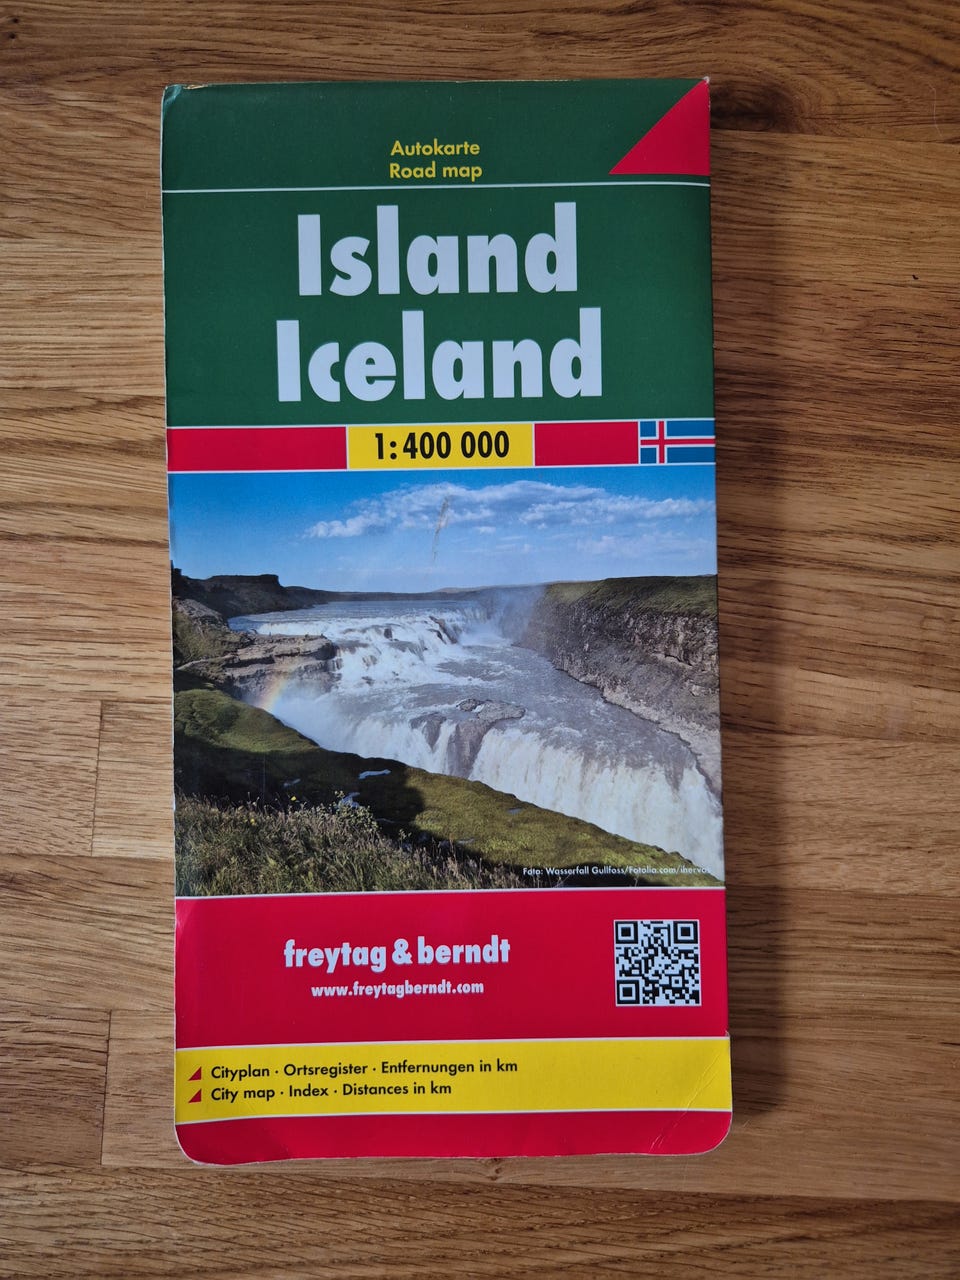 Autokarte
Road map
Island
Iceland
1:400 000
Foto: Wasserfall Gullfoss/Fotolia.com/ihervas
freytag & berndt
www.freytagberndt.com
Cityplan · Ortsregister · Entfernungen in km
City map · Index · Distances in km